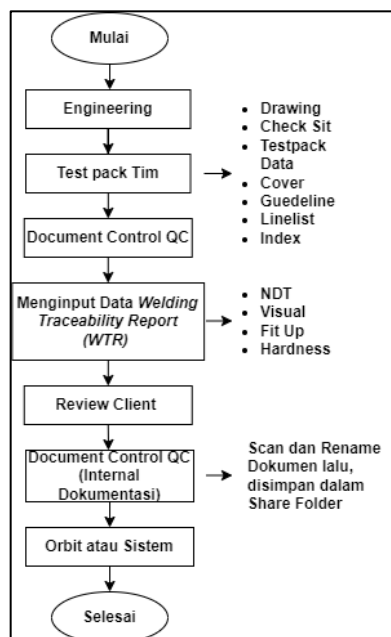 Mulai
Engineering
Test pack Tim
• Drawing
• Check Sit
• Testpack
Data
• Cover
• Guedeline
• Linelist
• Index
Document Control QC
Menginput Data Welding
Traceability Report
(WTR)
• NDT
• Visual
• Fit Up
• Hardness
Review Client
Document Control QC
(Internal
Dokumentasi)
Scan dan Rename
Dokumen lalu,
disimpan dalam
Share Folder
Orbit atau Sistem
Selesai